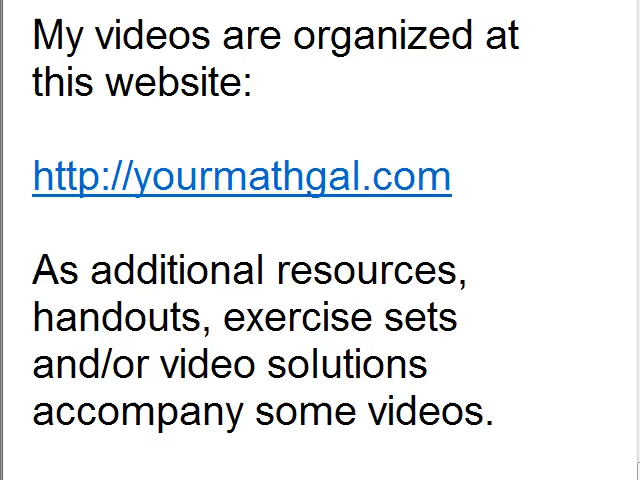 My videos are organized at
this website:
http://yourmathgal.com
As additional resources,
handouts, exercise sets
and/or video solutions
accompany some videos.